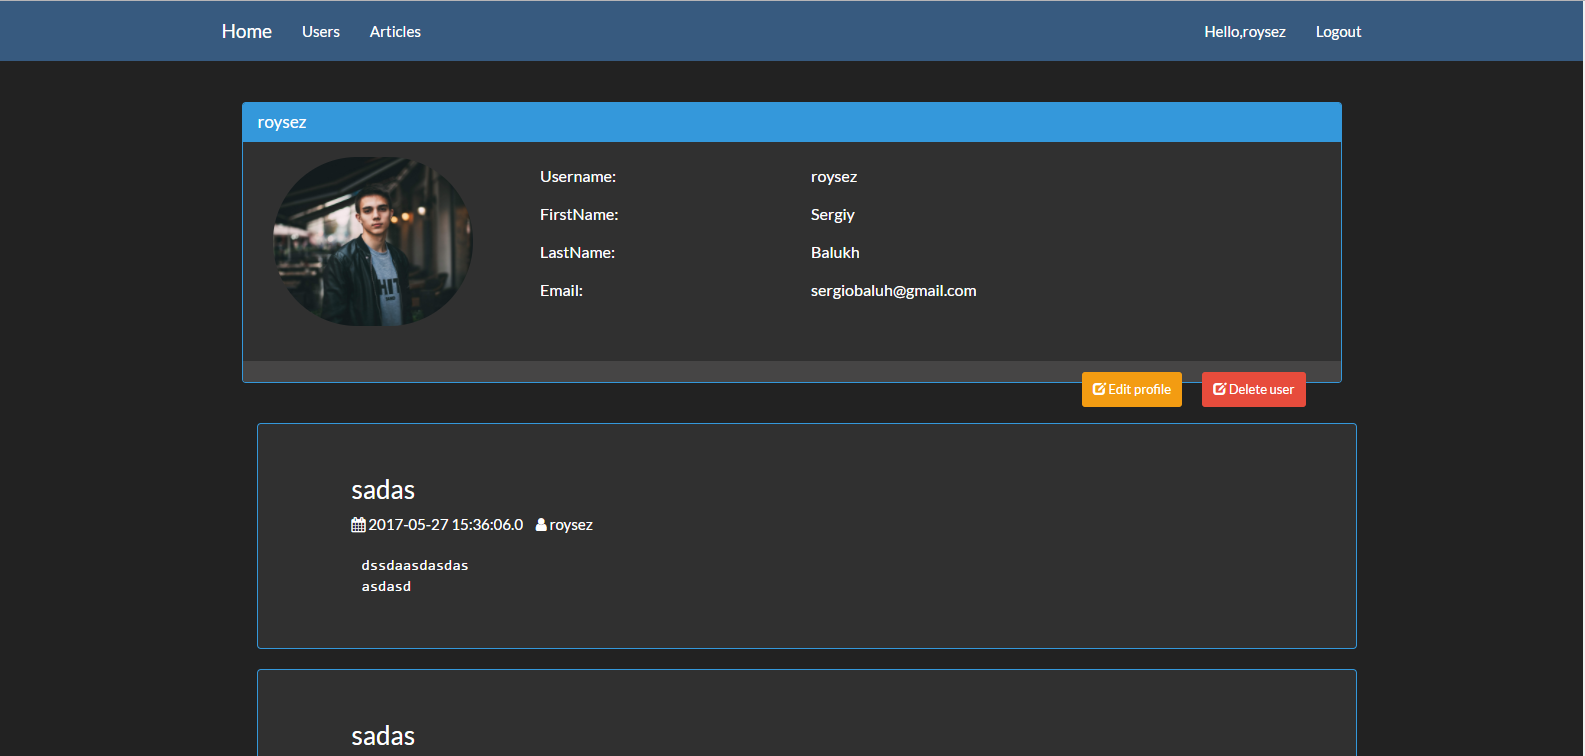 Home Users Articles Hello,roysez Logout
roysez
Username: roysez
FirstName: Sergiy
LastName: Balukh
Email: sergiobaluh@gmail.com
Edit profile Delete user
sadas
2017-05-27 15:36:06.0 roysez
dssdaasdasdas
asdasd
sadas